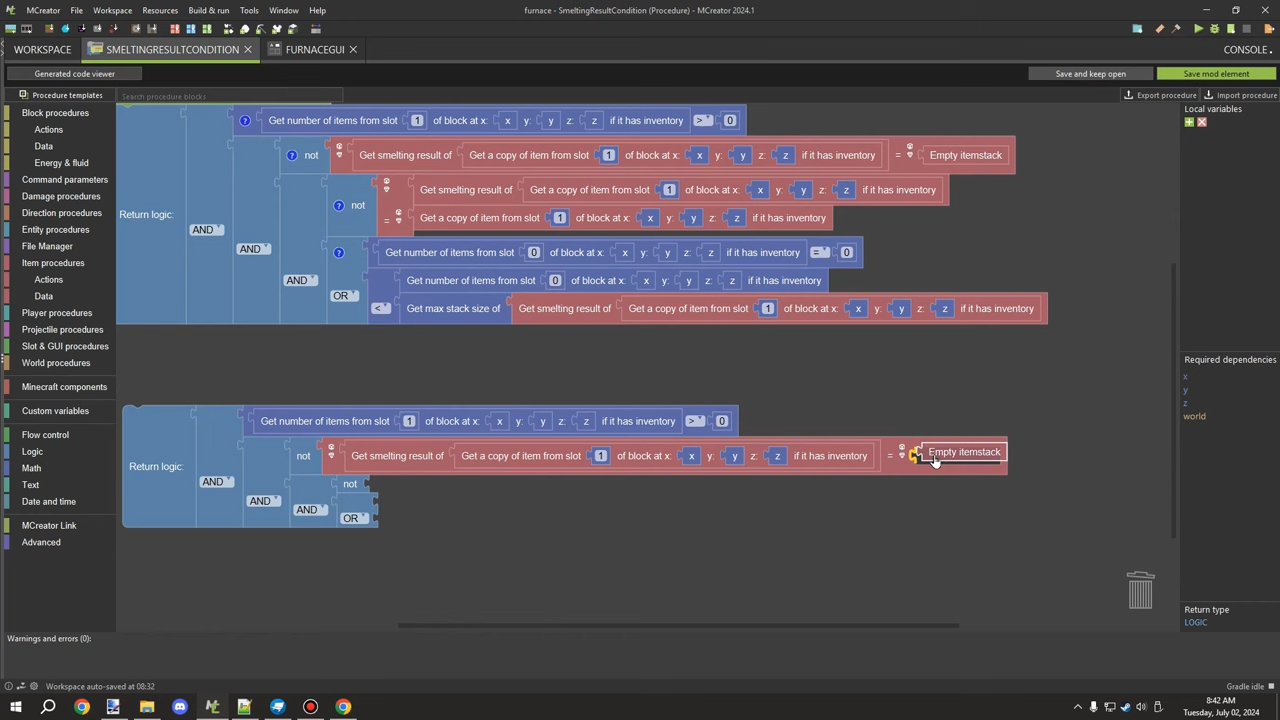 MCreator File Workspace Resources Build & run Tools Window Help furnace - SmeltingResultCondition (Procedure) - MCreator 2024.1
WORKSPACE SMELTINGRESULTCONDITION FURNACEGUI CONSOLE
Generated code viewer Save and keep open Save mod element
Procedure templates Search procedure blocks Export procedure Import procedure
Block procedures
Actions
Data
Energy & fluid
Command parameters
Damage procedures
Direction procedures
Entity procedures
File Manager
Item procedures
Actions
Data
Player procedures
Projectile procedures
Slot & GUI procedures
World procedures
Minecraft components
Custom variables
Flow control
Logic
Math
Text
Date and time
MCreator Link
Advanced
Return logic: AND AND AND OR
? Get number of items from slot 1 of block at x: x y: y z: z if it has inventory > 0
? not Get smelting result of Get a copy of item from slot 1 of block at x: x y: y z: z if it has inventory = Empty itemstack
? not Get smelting result of Get a copy of item from slot 1 of block at x: x y: y z: z if it has inventory
= Get a copy of item from slot 1 of block at x: x y: y z: z if it has inventory
? Get number of items from slot 0 of block at x: x y: y z: z if it has inventory = 0
Get number of items from slot 0 of block at x: x y: y z: z if it has inventory
< Get max stack size of Get smelting result of Get a copy of item from slot 1 of block at x: x y: y z: z if it has inventory
Return logic: AND AND AND OR
Get number of items from slot 1 of block at x: x y: y z: z if it has inventory > 0
not Get smelting result of Get a copy of item from slot 1 of block at x: x y: y z: z if it has inventory = Empty itemstack
not
Local variables
Required dependencies
x
y
z
world
Return type
LOGIC
Warnings and errors (0):
Workspace auto-saved at 08:32 Gradle idle
8:42 AM
Tuesday, July 02, 2024